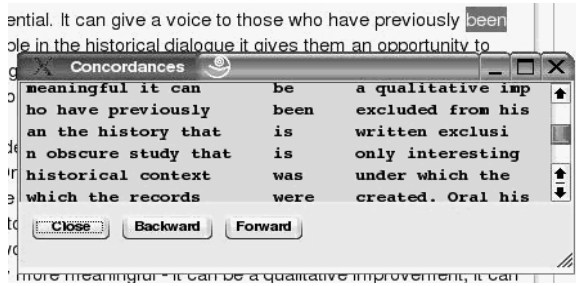 ential. It can give a voice to those who have previously been
ole in the historical dialogue it gives them an opportunity to
Concordances
meaningful it can be a qualitative imp
ho have previously been excluded from his
an the history that is written exclusi
n obscure study that is only interesting
historical context was under which the
which the records were created. Oral his
Close Backward Forward
more meaningful - it can be a qualitative improvement, it can